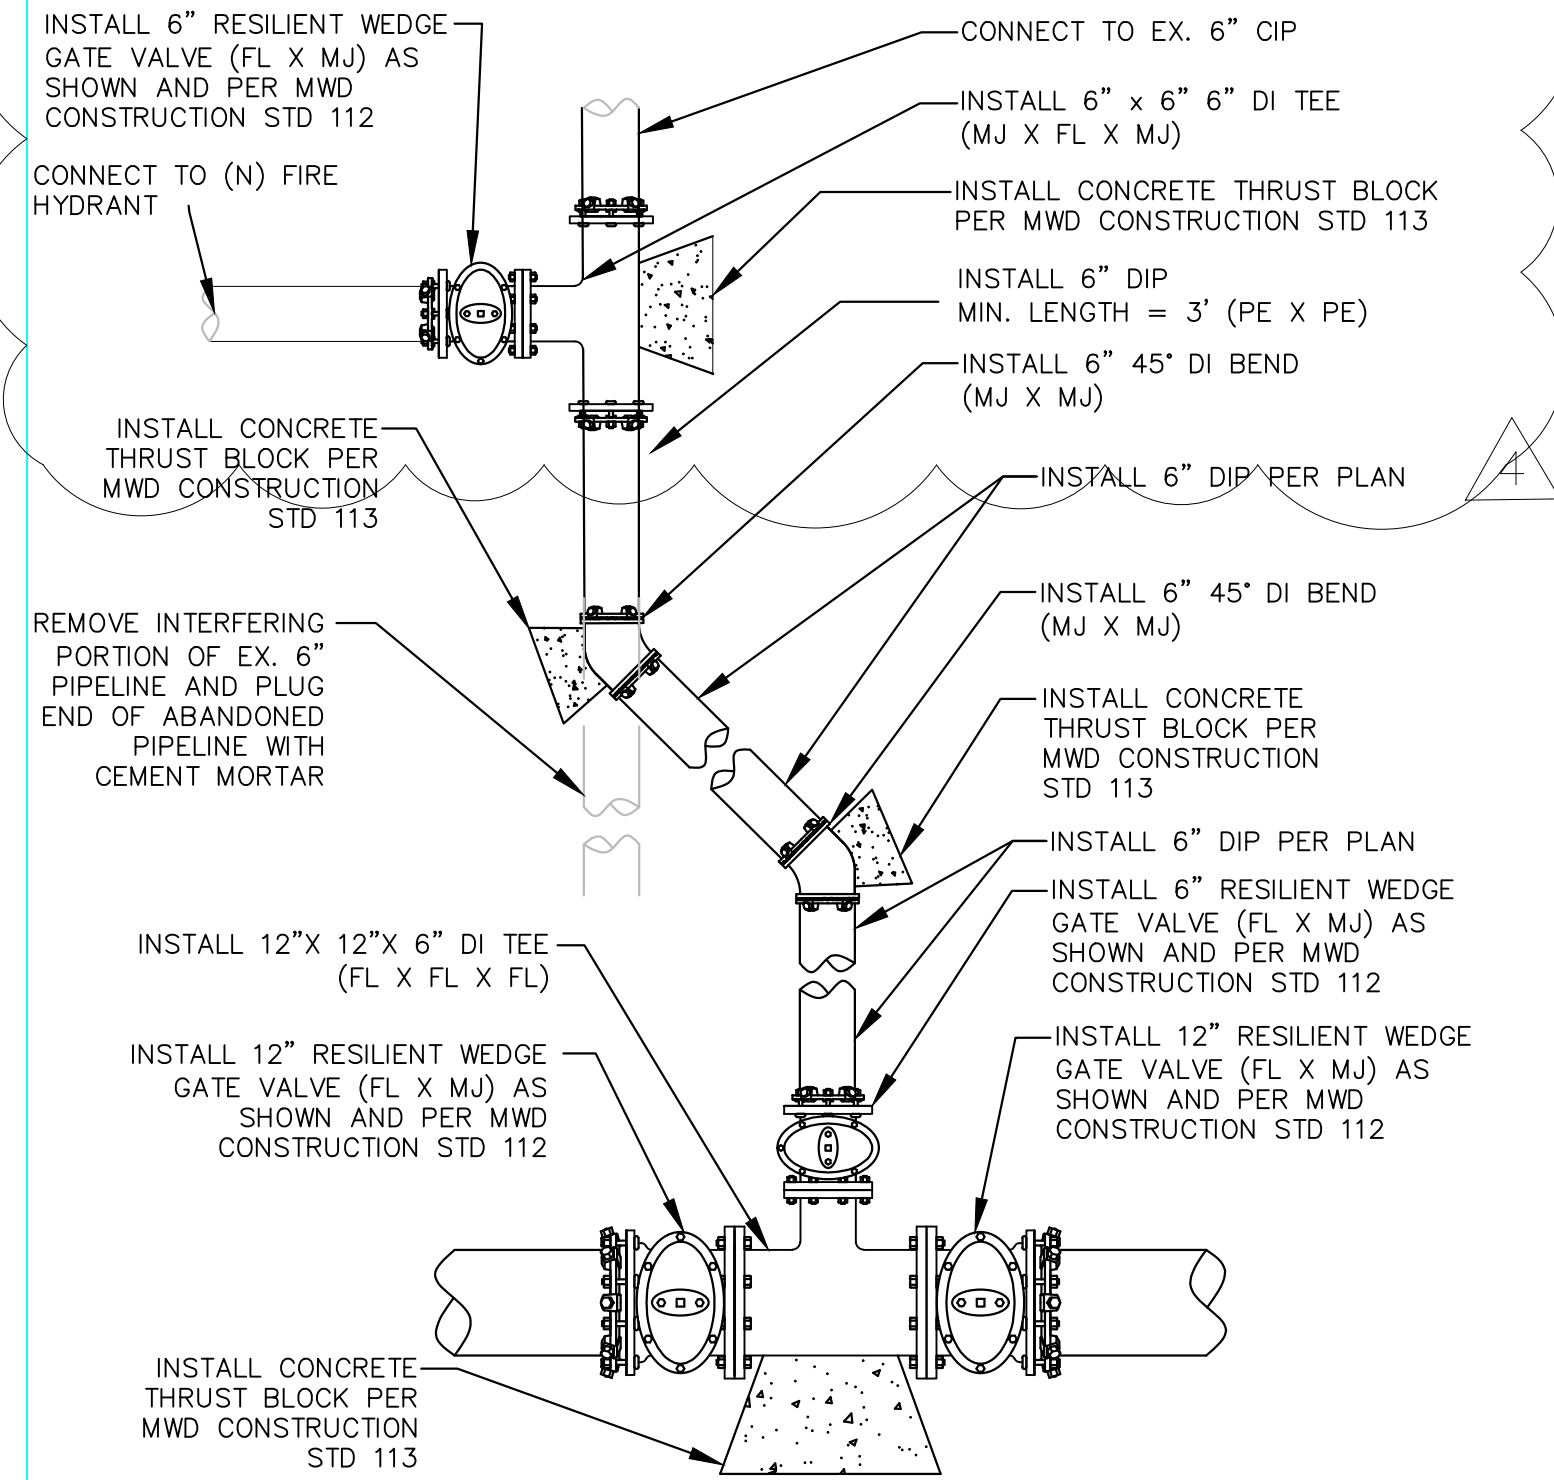 INSTALL 6” RESILIENT WEDGE
GATE VALVE (FL X MJ) AS
SHOWN AND PER MWD
CONSTRUCTION STD 112
CONNECT TO (N) FIRE
HYDRANT
CONNECT TO EX. 6” CIP
INSTALL 6” x 6” 6” DI TEE
(MJ X FL X MJ)
INSTALL CONCRETE THRUST BLOCK
PER MWD CONSTRUCTION STD 113
INSTALL 6” DIP
MIN. LENGTH = 3’ (PE X PE)
INSTALL 6” 45° DI BEND
(MJ X MJ)
INSTALL CONCRETE
THRUST BLOCK PER
MWD CONSTRUCTION
STD 113
INSTALL 6” DIP PER PLAN
4
REMOVE INTERFERING
PORTION OF EX. 6”
PIPELINE AND PLUG
END OF ABANDONED
PIPELINE WITH
CEMENT MORTAR
INSTALL 6” 45° DI BEND
(MJ X MJ)
INSTALL CONCRETE
THRUST BLOCK PER
MWD CONSTRUCTION
STD 113
INSTALL 6” DIP PER PLAN
INSTALL 6” RESILIENT WEDGE
GATE VALVE (FL X MJ) AS
SHOWN AND PER MWD
CONSTRUCTION STD 112
INSTALL 12”X 12”X 6” DI TEE
(FL X FL X FL)
INSTALL 12” RESILIENT WEDGE
GATE VALVE (FL X MJ) AS
SHOWN AND PER MWD
CONSTRUCTION STD 112
INSTALL 12” RESILIENT WEDGE
GATE VALVE (FL X MJ) AS
SHOWN AND PER MWD
CONSTRUCTION STD 112
INSTALL CONCRETE
THRUST BLOCK PER
MWD CONSTRUCTION
STD 113